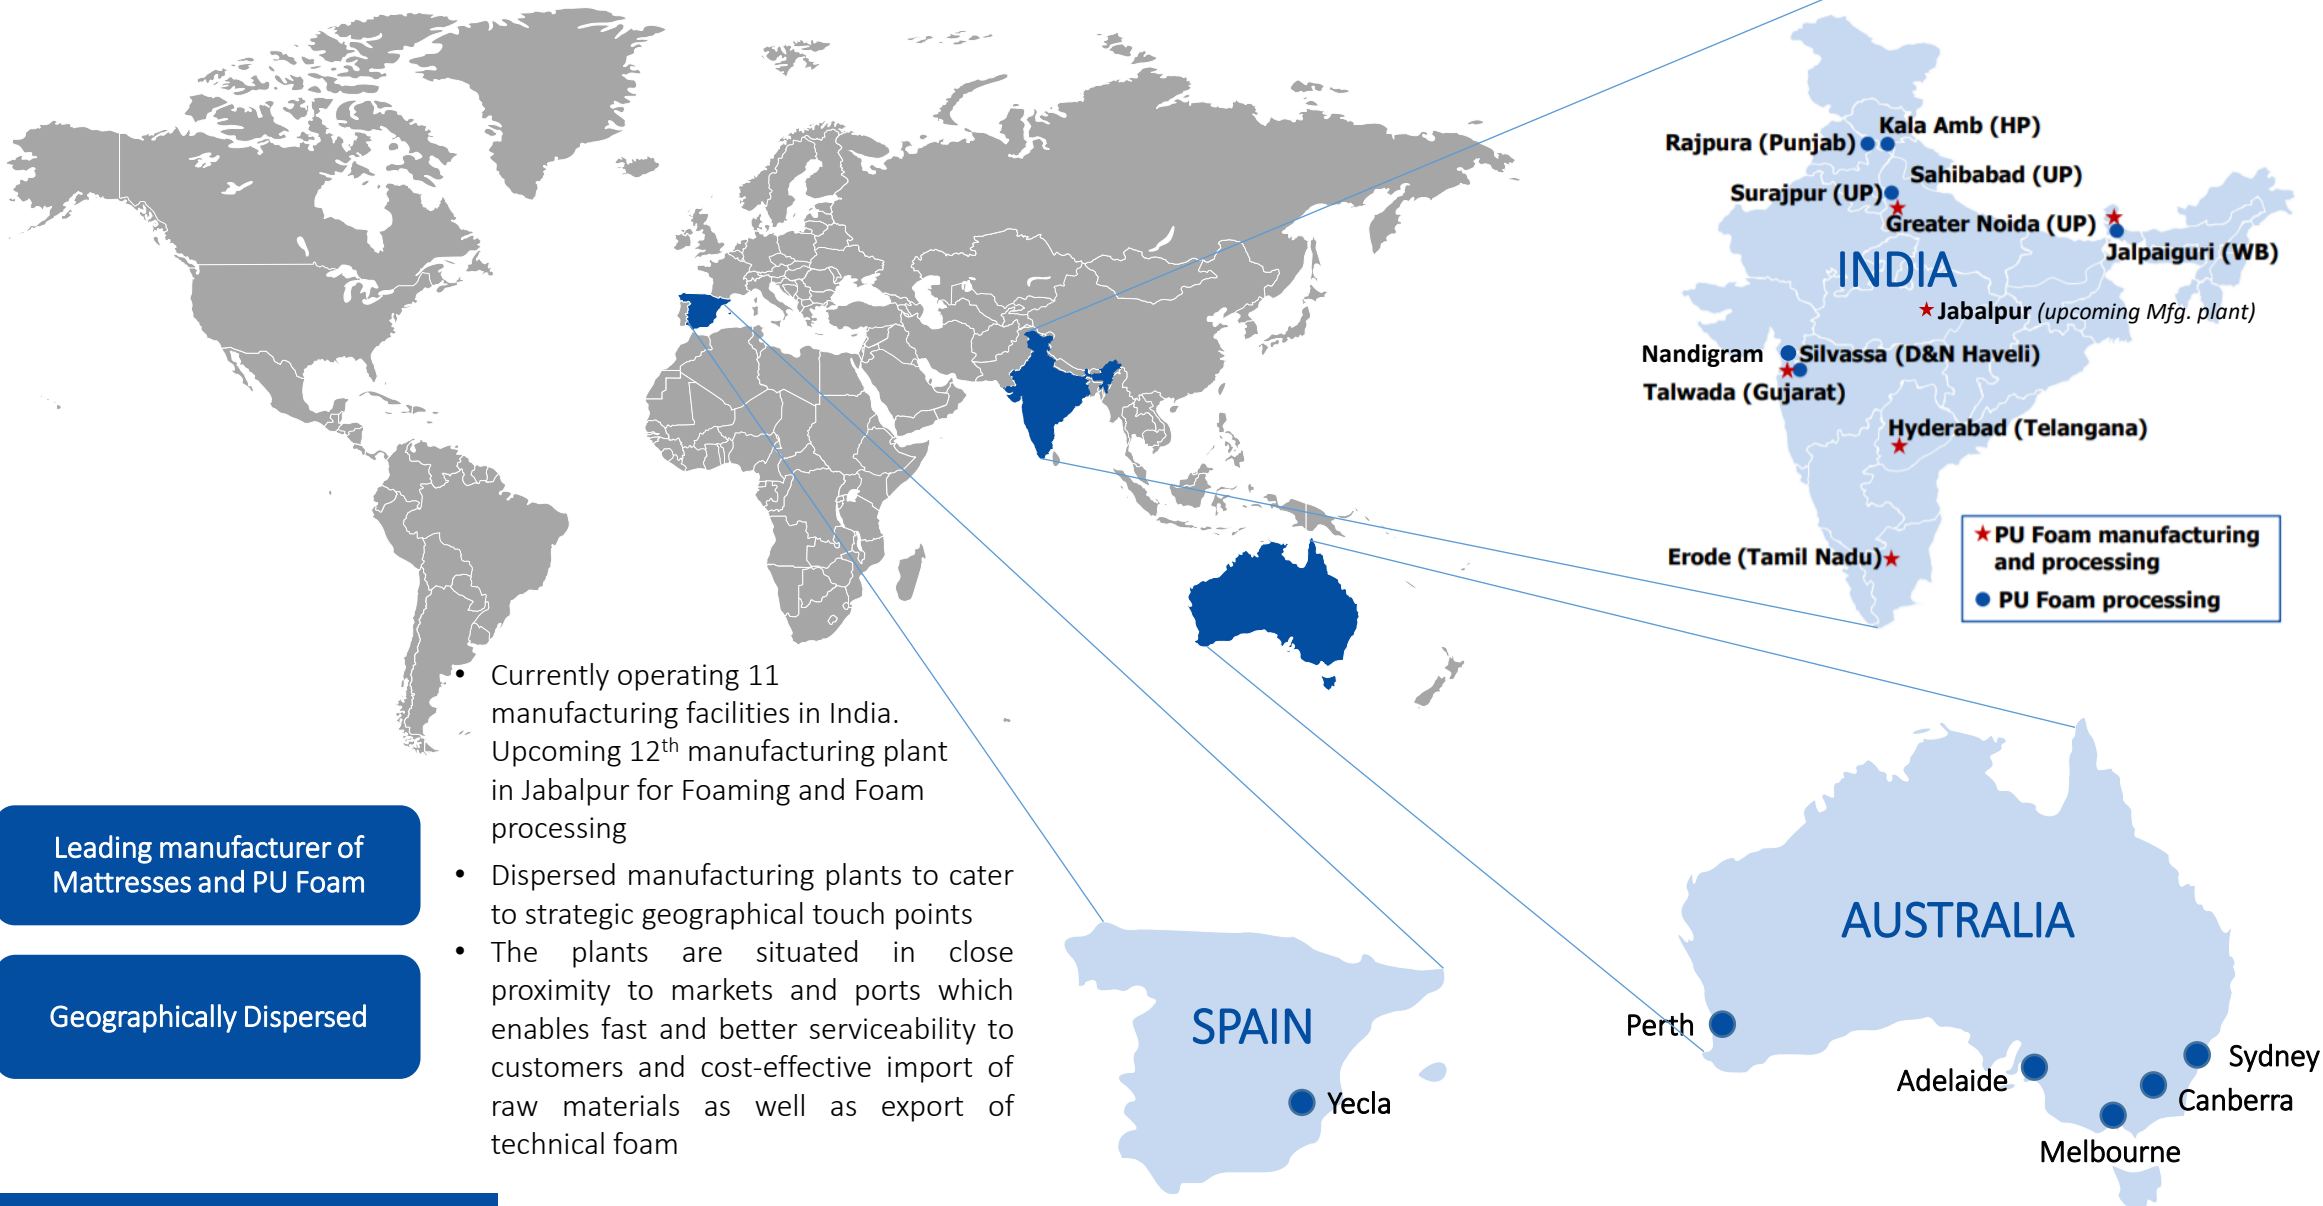 Kala Amb (HP)
Rajpura (Punjab)
Sahibabad (UP)
Surajpur (UP)
Greater Noida (UP)
Jalpaiguri (WB)
INDIA
Jabalpur (upcoming Mfg. plant)
Nandigram
Silvassa (D&N Haveli)
Talwada (Gujarat)
Hyderabad (Telangana)
Erode (Tamil Nadu)
PU Foam manufacturing
and processing
PU Foam processing
• Currently operating 11
manufacturing facilities in India.
Upcoming 12th manufacturing plant
in Jabalpur for Foaming and Foam
processing
• Dispersed manufacturing plants to cater
to strategic geographical touch points
• The plants are situated in close
proximity to markets and ports which
enables fast and better serviceability to
customers and cost-effective import of
raw materials as well as export of
technical foam
Leading manufacturer of
Mattresses and PU Foam
Geographically Dispersed
SPAIN
Yecla
AUSTRALIA
Perth
Adelaide
Sydney
Canberra
Melbourne